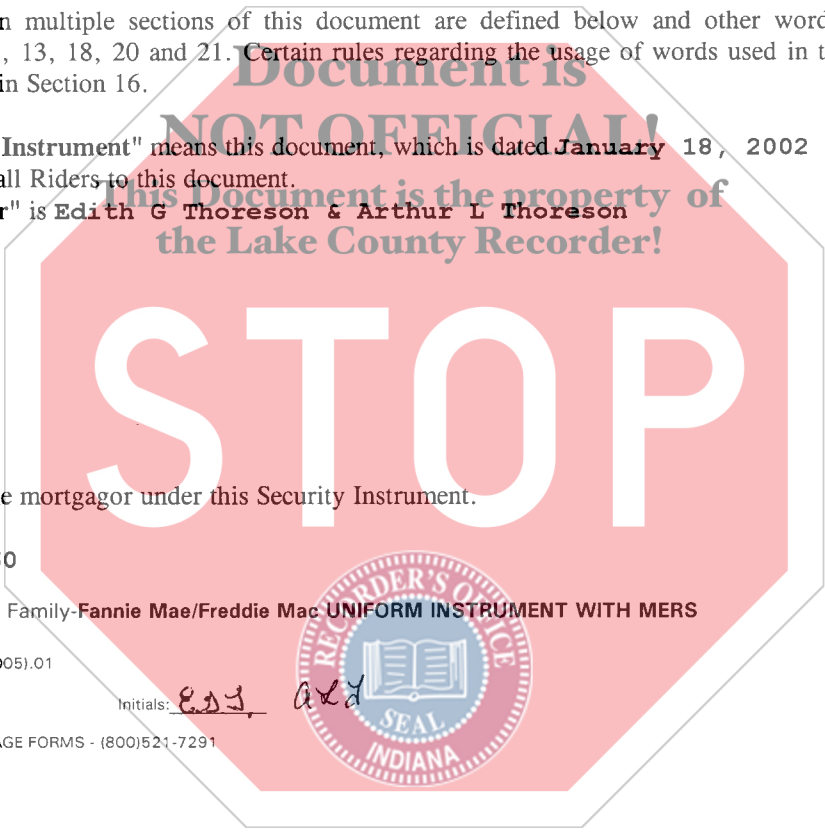 n multiple sections of this document are defined below and other word
, 13, 18, 20 and 21. Certain rules regarding the usage of words used in t
in Section 16.
Document is
NOT OFFICIAL!
Instrument" means this document, which is dated January 18, 2002
all Riders to this document.
This Document is the property of
r" is Edith G Thoreson & Arthur L Thoreson
the Lake County Recorder!
STOP
e mortgagor under this Security Instrument.
0
Family-Fannie Mae/Freddie Mac UNIFORM INSTRUMENT WITH MERS
005).01
Initials: EGT. ALT
GE FORMS - (800)521-7291
RECORDER'S OFFICE
SEAL
INDIANA